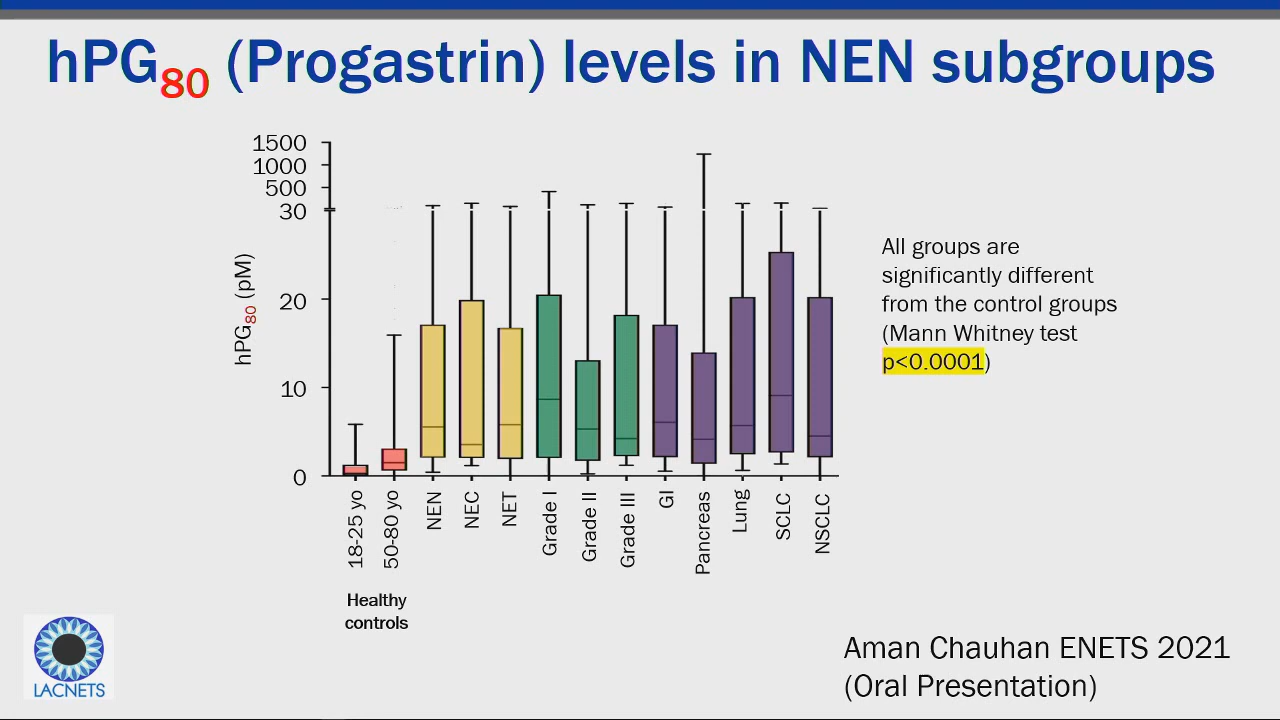 hPG80 (Progastrin) levels in NEN subgroups
1500
1000
500
30
20
10
0
hPG80 (pM)
18-25 yo
50-80 yo
NEN
NEC
NET
Grade I
Grade II
Grade III
GI
Pancreas
Lung
SCLC
NSCLC
Healthy
controls
All groups are
significantly different
from the control groups
(Mann Whitney test
p<0.0001)
LACNETS
Aman Chauhan ENETS 2021
(Oral Presentation)